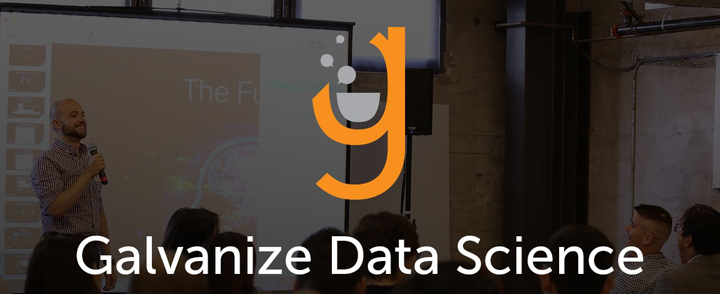 The Fu
g
Galvanize Data Science